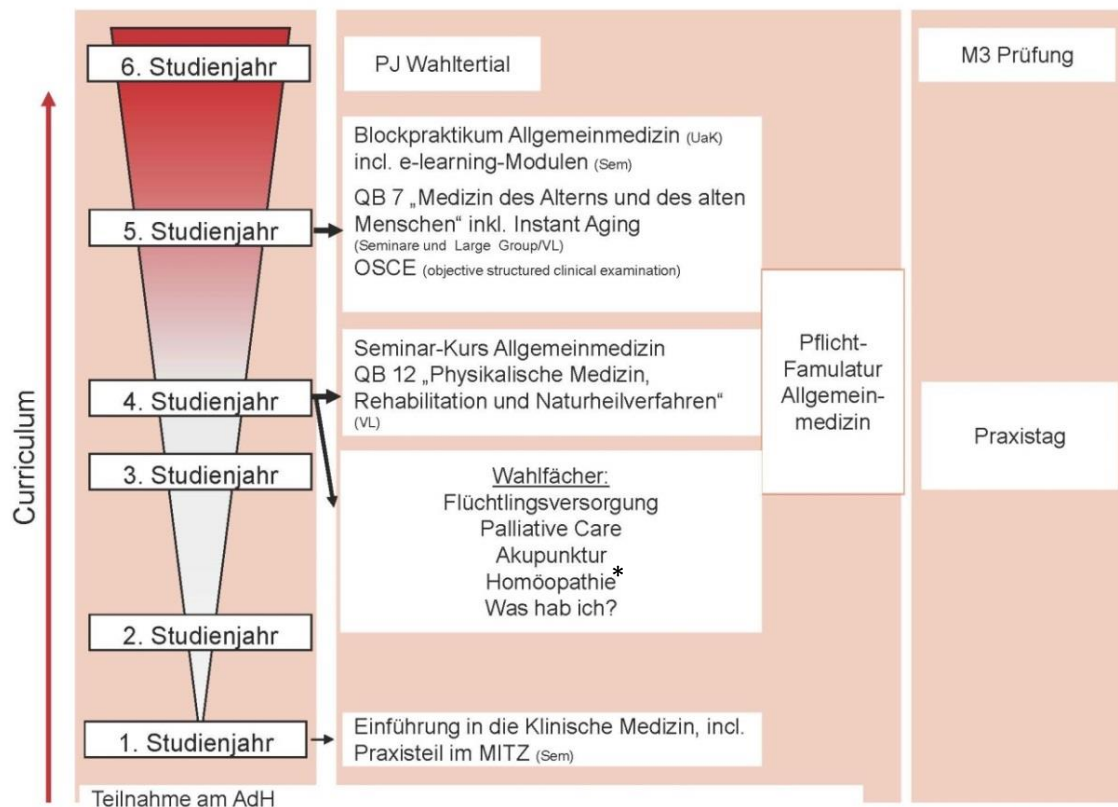 6. Studienjahr
PJ Wahltertial
M3 Prüfung
Blockpraktikum Allgemeinmedizin (UaK)
incl. e-learning-Modulen (Sem)
QB 7 „Medizin des Alterns und des alten
Menschen“ inkl. Instant Aging
(Seminare und Large Group/VL)
OSCE (objective structured clinical examination)
5. Studienjahr
Seminar-Kurs Allgemeinmedizin
QB 12 „Physikalische Medizin,
Rehabilitation und Naturheilverfahren“
(VL)
4. Studienjahr
Pflicht-
Famulatur
Allgemein-
medizin
Praxistag
3. Studienjahr
Wahlfächer:
Flüchtlingsversorgung
Palliative Care
Akupunktur
Homöopathie*
Was hab ich?
2. Studienjahr
1. Studienjahr
Einführung in die Klinische Medizin, incl.
Praxisteil im MITZ (Sem)
Teilnahme am AdH
Curriculum